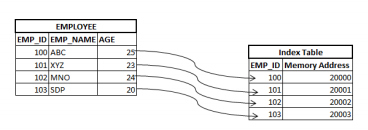 EMPLOYEE
EMP_ID EMP_NAME AGE
100 ABC 25
101 XYZ 23
102 MNO 24
103 SDP 20
Index Table
EMP_ID Memory Address
100 20000
101 20001
102 20002
103 20003